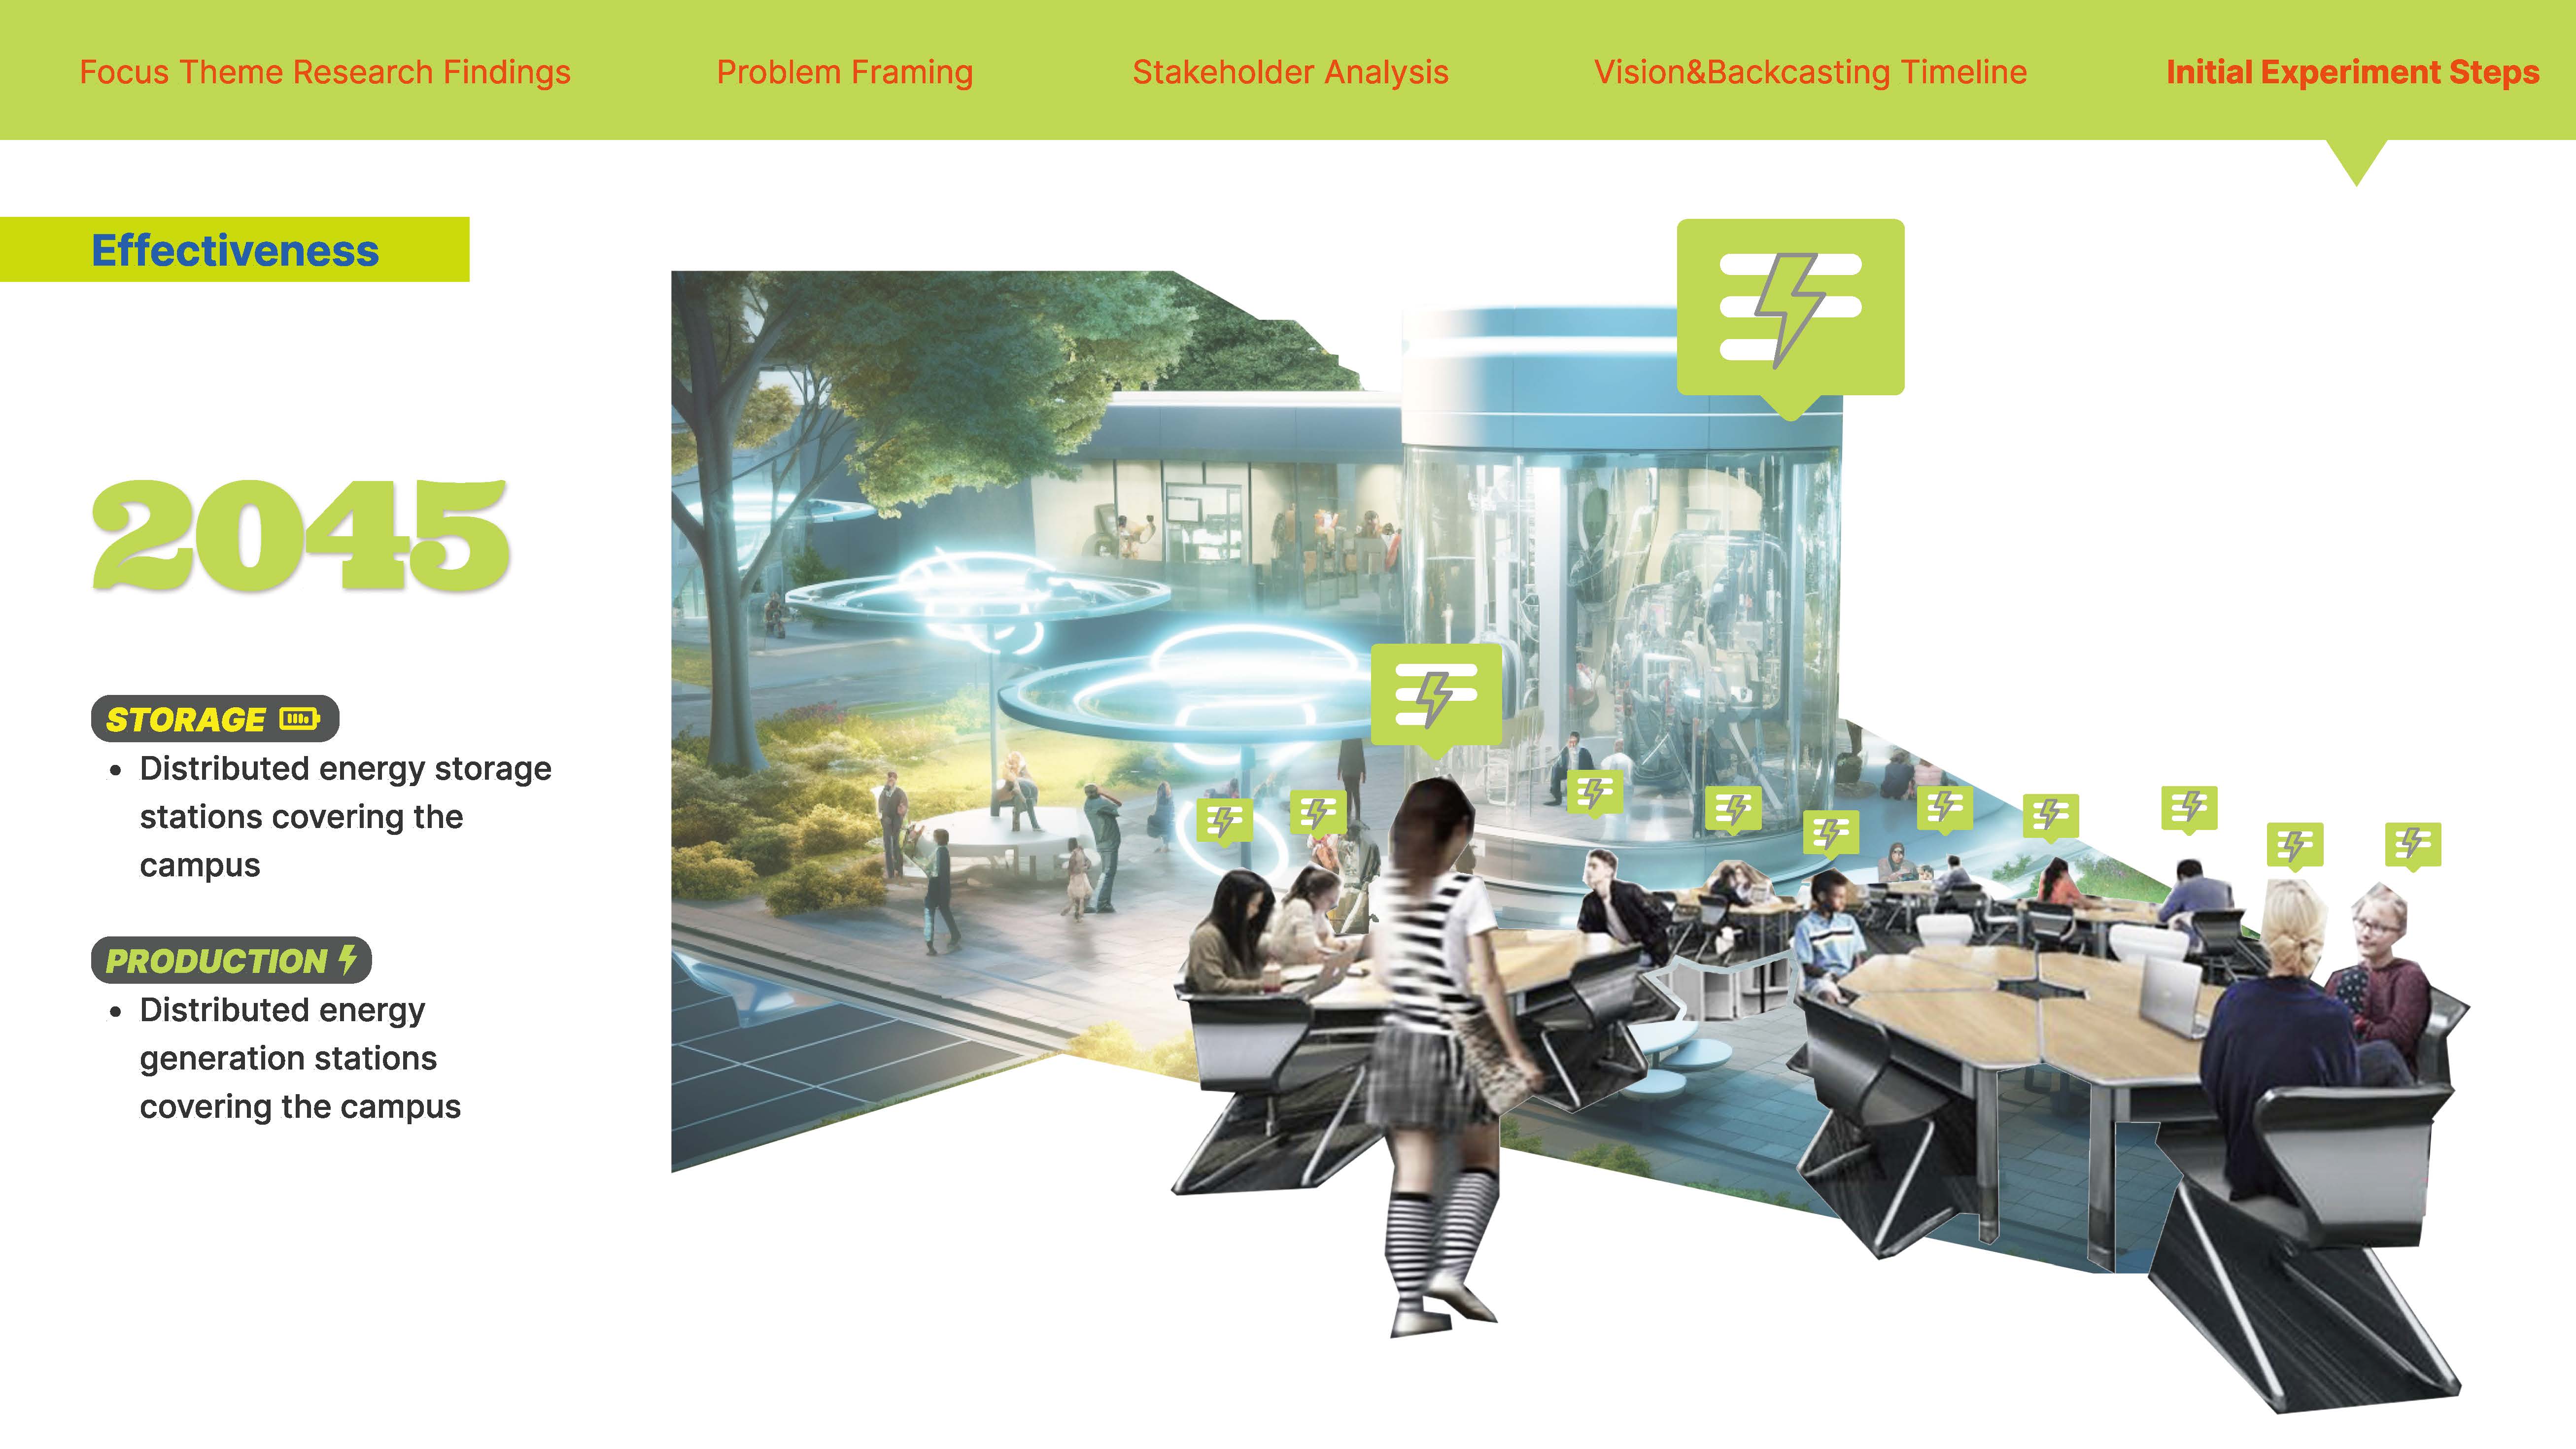 Focus Theme Research Findings
Problem Framing
Stakeholder Analysis
Vision&Backcasting Timeline
Initial Experiment Steps
Effectiveness
2045
STORAGE
• Distributed energy storage
stations covering the
campus
PRODUCTION
• Distributed energy
generation stations
covering the campus